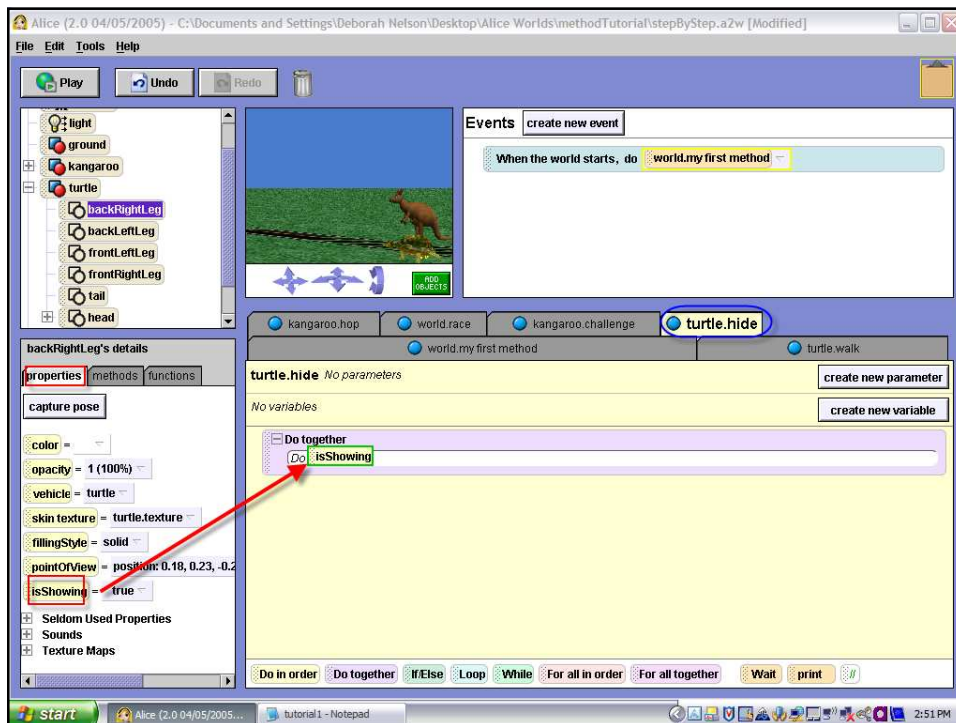 Alice (2.0 04/05/2005) - C:\Documents and Settings\Deborah Nelson\Desktop\Alice Worlds\methodTutorial\stepByStep.a2w [Modified]
File Edit Tools Help
Play Undo Redo
light
ground
kangaroo
turtle
backRightLeg
backLeftLeg
frontLeftLeg
frontRightLeg
tail
head
ADD OBJECTS
Events create new event
When the world starts, do world.my first method
backRightLeg's details
properties methods functions
capture pose
color =
opacity = 1 (100%)
vehicle = turtle
skin texture = turtle.texture
fillingStyle = solid
pointOfView = position: 0.18, 0.23, -0.2
isShowing = true
Seldom Used Properties
Sounds
Texture Maps
kangaroo.hop world.race kangaroo.challenge turtle.hide
world.my first method turtle.walk
turtle.hide No parameters create new parameter
No variables create new variable
Do together
Do isShowing
Do in order Do together If/Else Loop While For all in order For all together Wait print //
start Alice (2.0 04/05/2005... tutorial1 - Notepad 2:51 PM